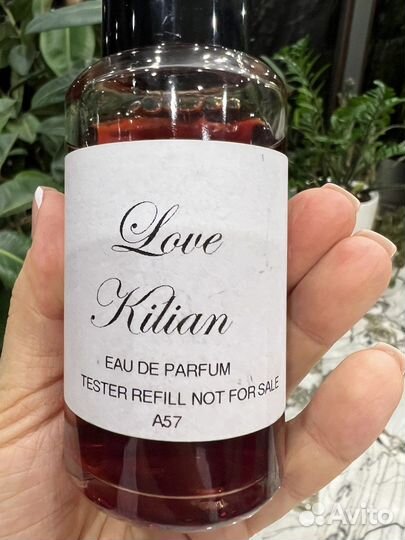 Love
Kilian
EAU DE PARFUM
TESTER REFILL NOT FOR SALE
A57
Avito